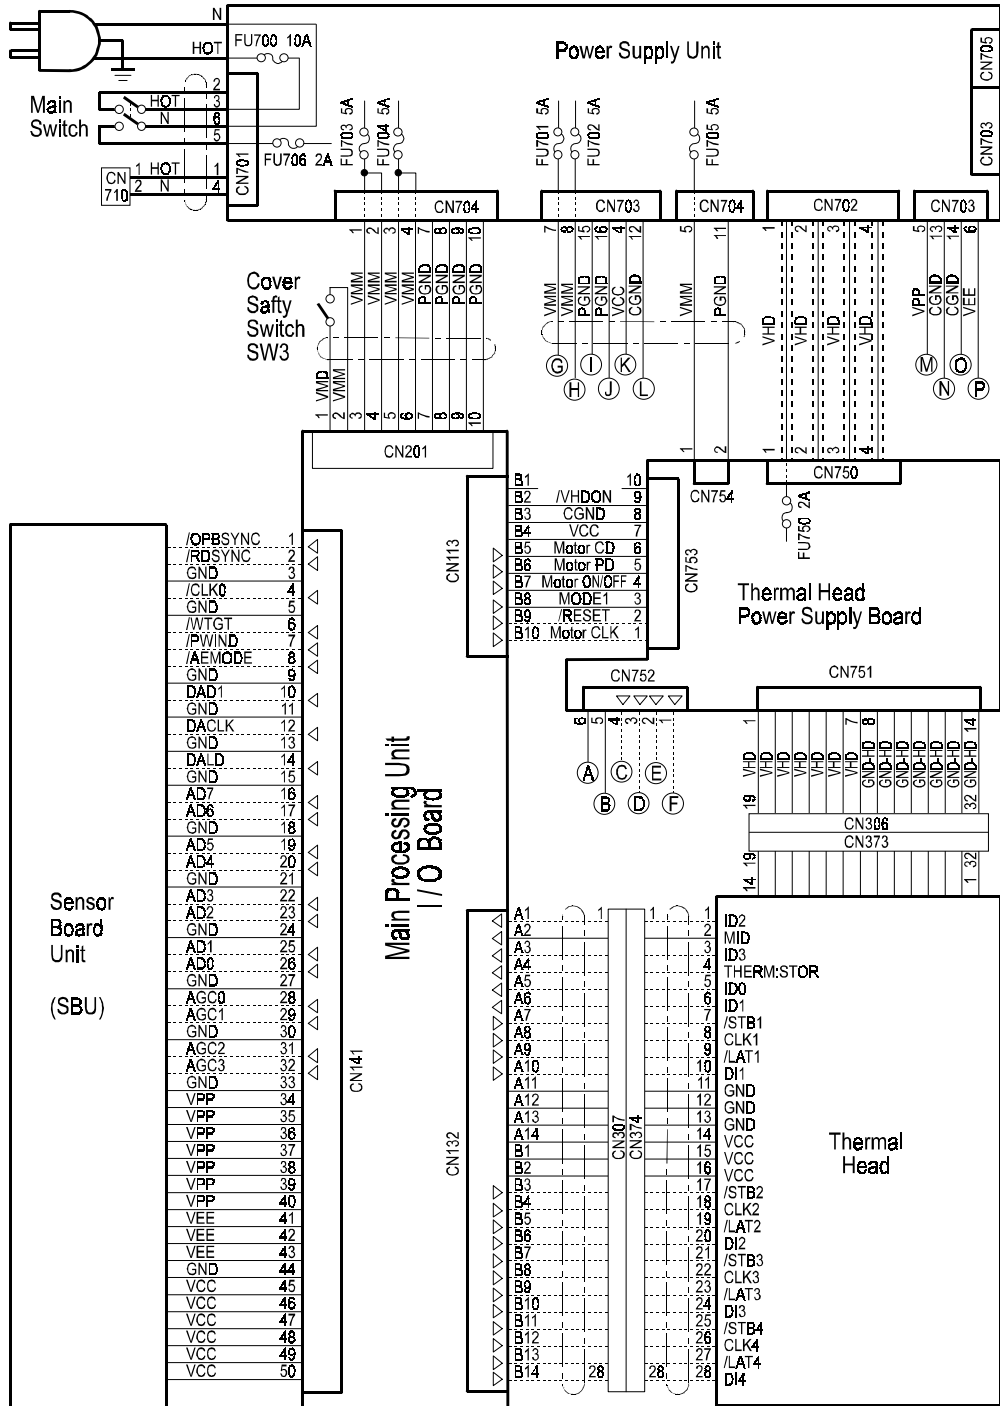 N
HOT
FU700 10A
Power Supply Unit
CN705
CN703
Main
Switch
HOT
N
2
3
6
5
FU706 2A
CN701
CN
710
1 HOT 1
2 N 4
FU703 5A
FU704 5A
FU701 5A
FU702 5A
FU705 5A
CN704
CN703
CN704
CN702
CN703
1 2 3 4 7 8 9 10
7 8 15 16 4 12
5 11
1 2 3 4
5 13 14 6
VMM VMM VMM VMM PGND PGND PGND PGND
VMM VMM PGND PGND VCC CGND
VMM PGND
VHD VHD VHD VHD
VPP CGND CGND VEE
Cover
Safty
Switch
SW3
G H I J K L
M N O P
VMD VMM
1 2 3 4 5 6 7 8 9 10
CN201
1 2
CN754
1 2 3 4
CN750
FU750 2A
CN113
B1 10
B2 /VHDON 9
B3 CGND 8
B4 VCC 7
B5 Motor CD 6
B6 Motor PD 5
B7 Motor ON/OFF 4
B8 MODE1 3
B9 /RESET 2
B10 Motor CLK 1
CN753
Thermal Head
Power Supply Board
CN752
6 5 4 3 2 1
A B C D E F
CN751
1 7 8 14
VHD VHD VHD VHD VHD VHD VHD GND-HD GND-HD GND-HD GND-HD GND-HD GND-HD GND-HD
19 32
CN306
CN373
19 32
14 1
Sensor
Board
Unit
(SBU)
/OPBSYNC 1
/RDSYNC 2
GND 3
/CLK0 4
GND 5
/WTGT 6
/PWIND 7
/AEMODE 8
GND 9
DAD1 10
GND 11
DACLK 12
GND 13
DALD 14
GND 15
AD7 16
AD6 17
GND 18
AD5 19
AD4 20
GND 21
AD3 22
AD2 23
GND 24
AD1 25
AD0 26
GND 27
AGC0 28
AGC1 29
GND 30
AGC2 31
AGC3 32
GND 33
VPP 34
VPP 35
VPP 36
VPP 37
VPP 38
VPP 39
VPP 40
VEE 41
VEE 42
VEE 43
GND 44
VCC 45
VCC 46
VCC 47
VCC 48
VCC 49
VCC 50
CN141
Main Processing Unit
I / O Board
CN132
A1 1 1 1 ID2
A2 2 MID
A3 3 ID3
A4 4 THERM:STOR
A5 5 ID0
A6 6 ID1
A7 7 /STB1
A8 8 CLK1
A9 9 /LAT1
A10 10 DI1
A11 11 GND
A12 12 GND
A13 13 GND
A14 14 VCC
B1 15 VCC
B2 16 VCC
B3 17 /STB2
B4 18 CLK2
B5 19 /LAT2
B6 20 DI2
B7 21 /STB3
B8 22 CLK3
B9 23 /LAT3
B10 24 DI3
B11 25 /STB4
B12 26 CLK4
B13 27 /LAT4
B14 28 28 28 DI4
CN307
CN374
Thermal
Head